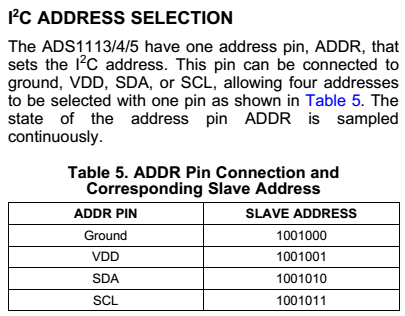 I²C ADDRESS SELECTION
The ADS1113/4/5 have one address pin, ADDR, that
sets the I²C address. This pin can be connected to
ground, VDD, SDA, or SCL, allowing four addresses
to be selected with one pin as shown in Table 5. The
state of the address pin ADDR is sampled
continuously.
Table 5. ADDR Pin Connection and
Corresponding Slave Address
ADDR PIN SLAVE ADDRESS
Ground 1001000
VDD 1001001
SDA 1001010
SCL 1001011